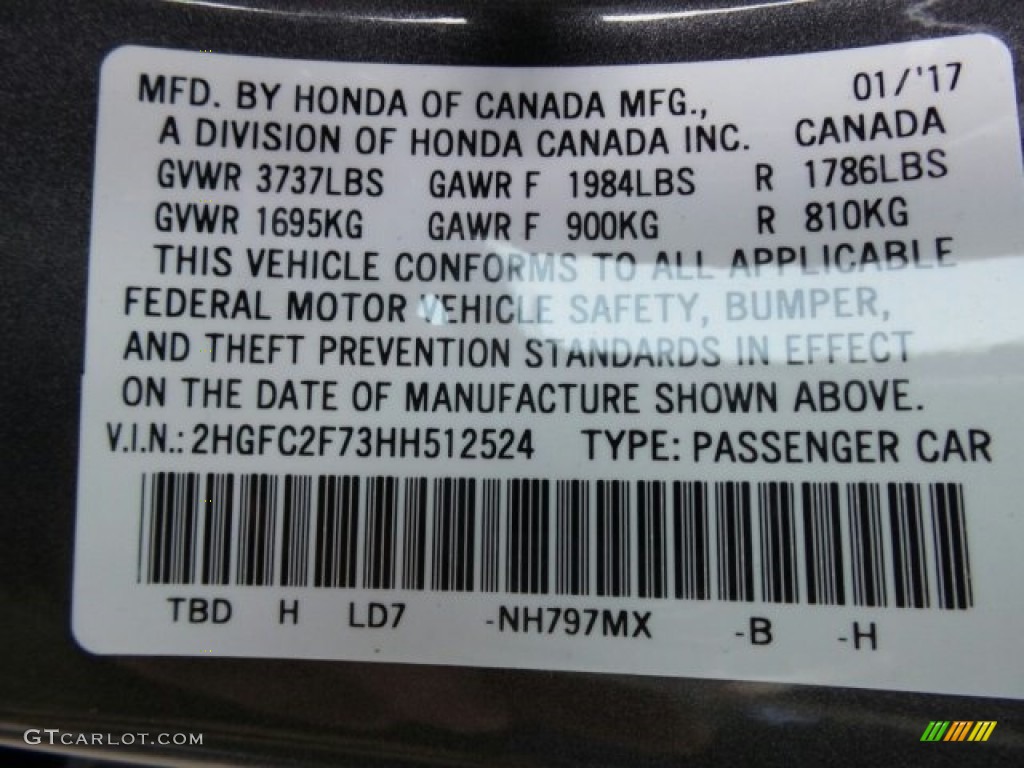 MFD. BY HONDA OF CANADA MFG., 01/'17
A DIVISION OF HONDA CANADA INC. CANADA
GVWR 3737LBS GAWR F 1984LBS R 1786LBS
GVWR 1695KG GAWR F 900KG R 810KG
THIS VEHICLE CONFORMS TO ALL APPLICABLE
FEDERAL MOTOR VEHICLE SAFETY, BUMPER,
AND THEFT PREVENTION STANDARDS IN EFFECT
ON THE DATE OF MANUFACTURE SHOWN ABOVE.
V.I.N.: 2HGFC2F73HH512524 TYPE: PASSENGER CAR
TBD H LD7 -NH797MX -B -H
GTCARLOT.COM